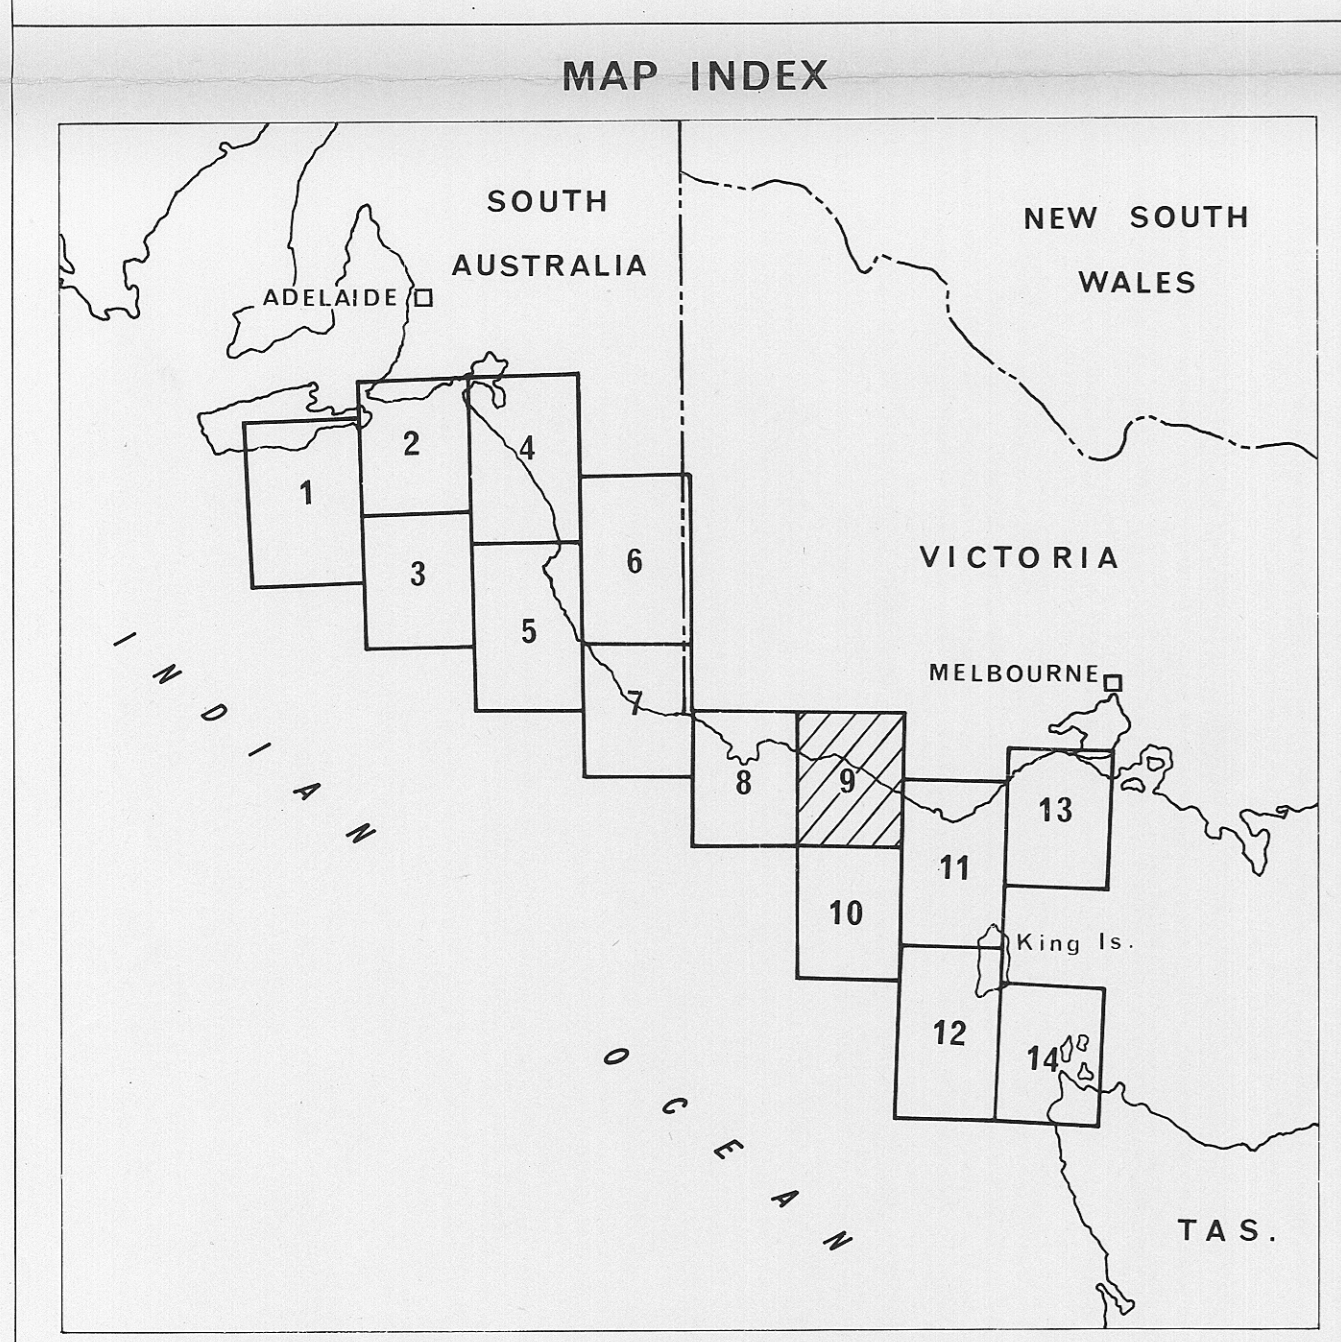 MAP INDEX
SOUTH
AUSTRALIA
NEW SOUTH
WALES
ADELAIDE
2
4
1
6
3
5
VICTORIA
INDIAN
MELBOURNE
7
8
9
13
11
10
King Is.
12
14
OCEAN
TAS.